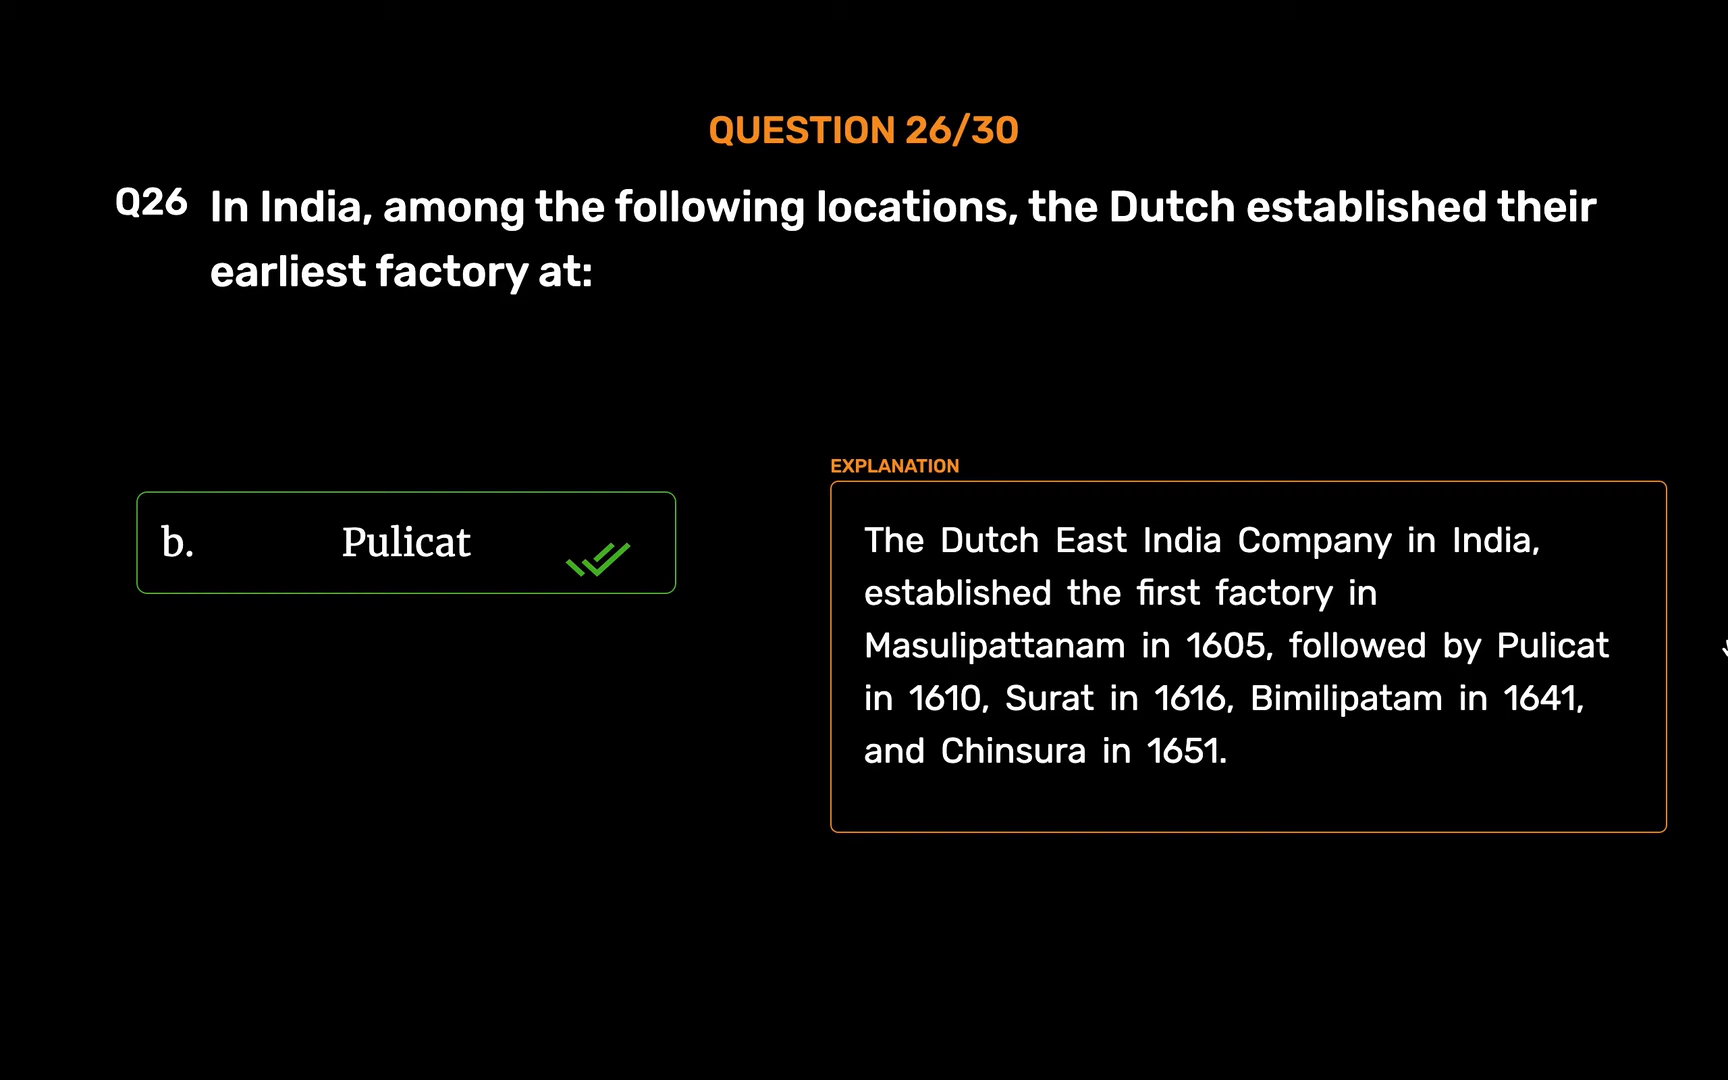 QUESTION 26/30
Q26 In India, among the following locations, the Dutch established their
earliest factory at:
b. Pulicat
EXPLANATION
The Dutch East India Company in India,
established the first factory in
Masulipattanam in 1605, followed by Pulicat
in 1610, Surat in 1616, Bimilipatam in 1641,
and Chinsura in 1651.